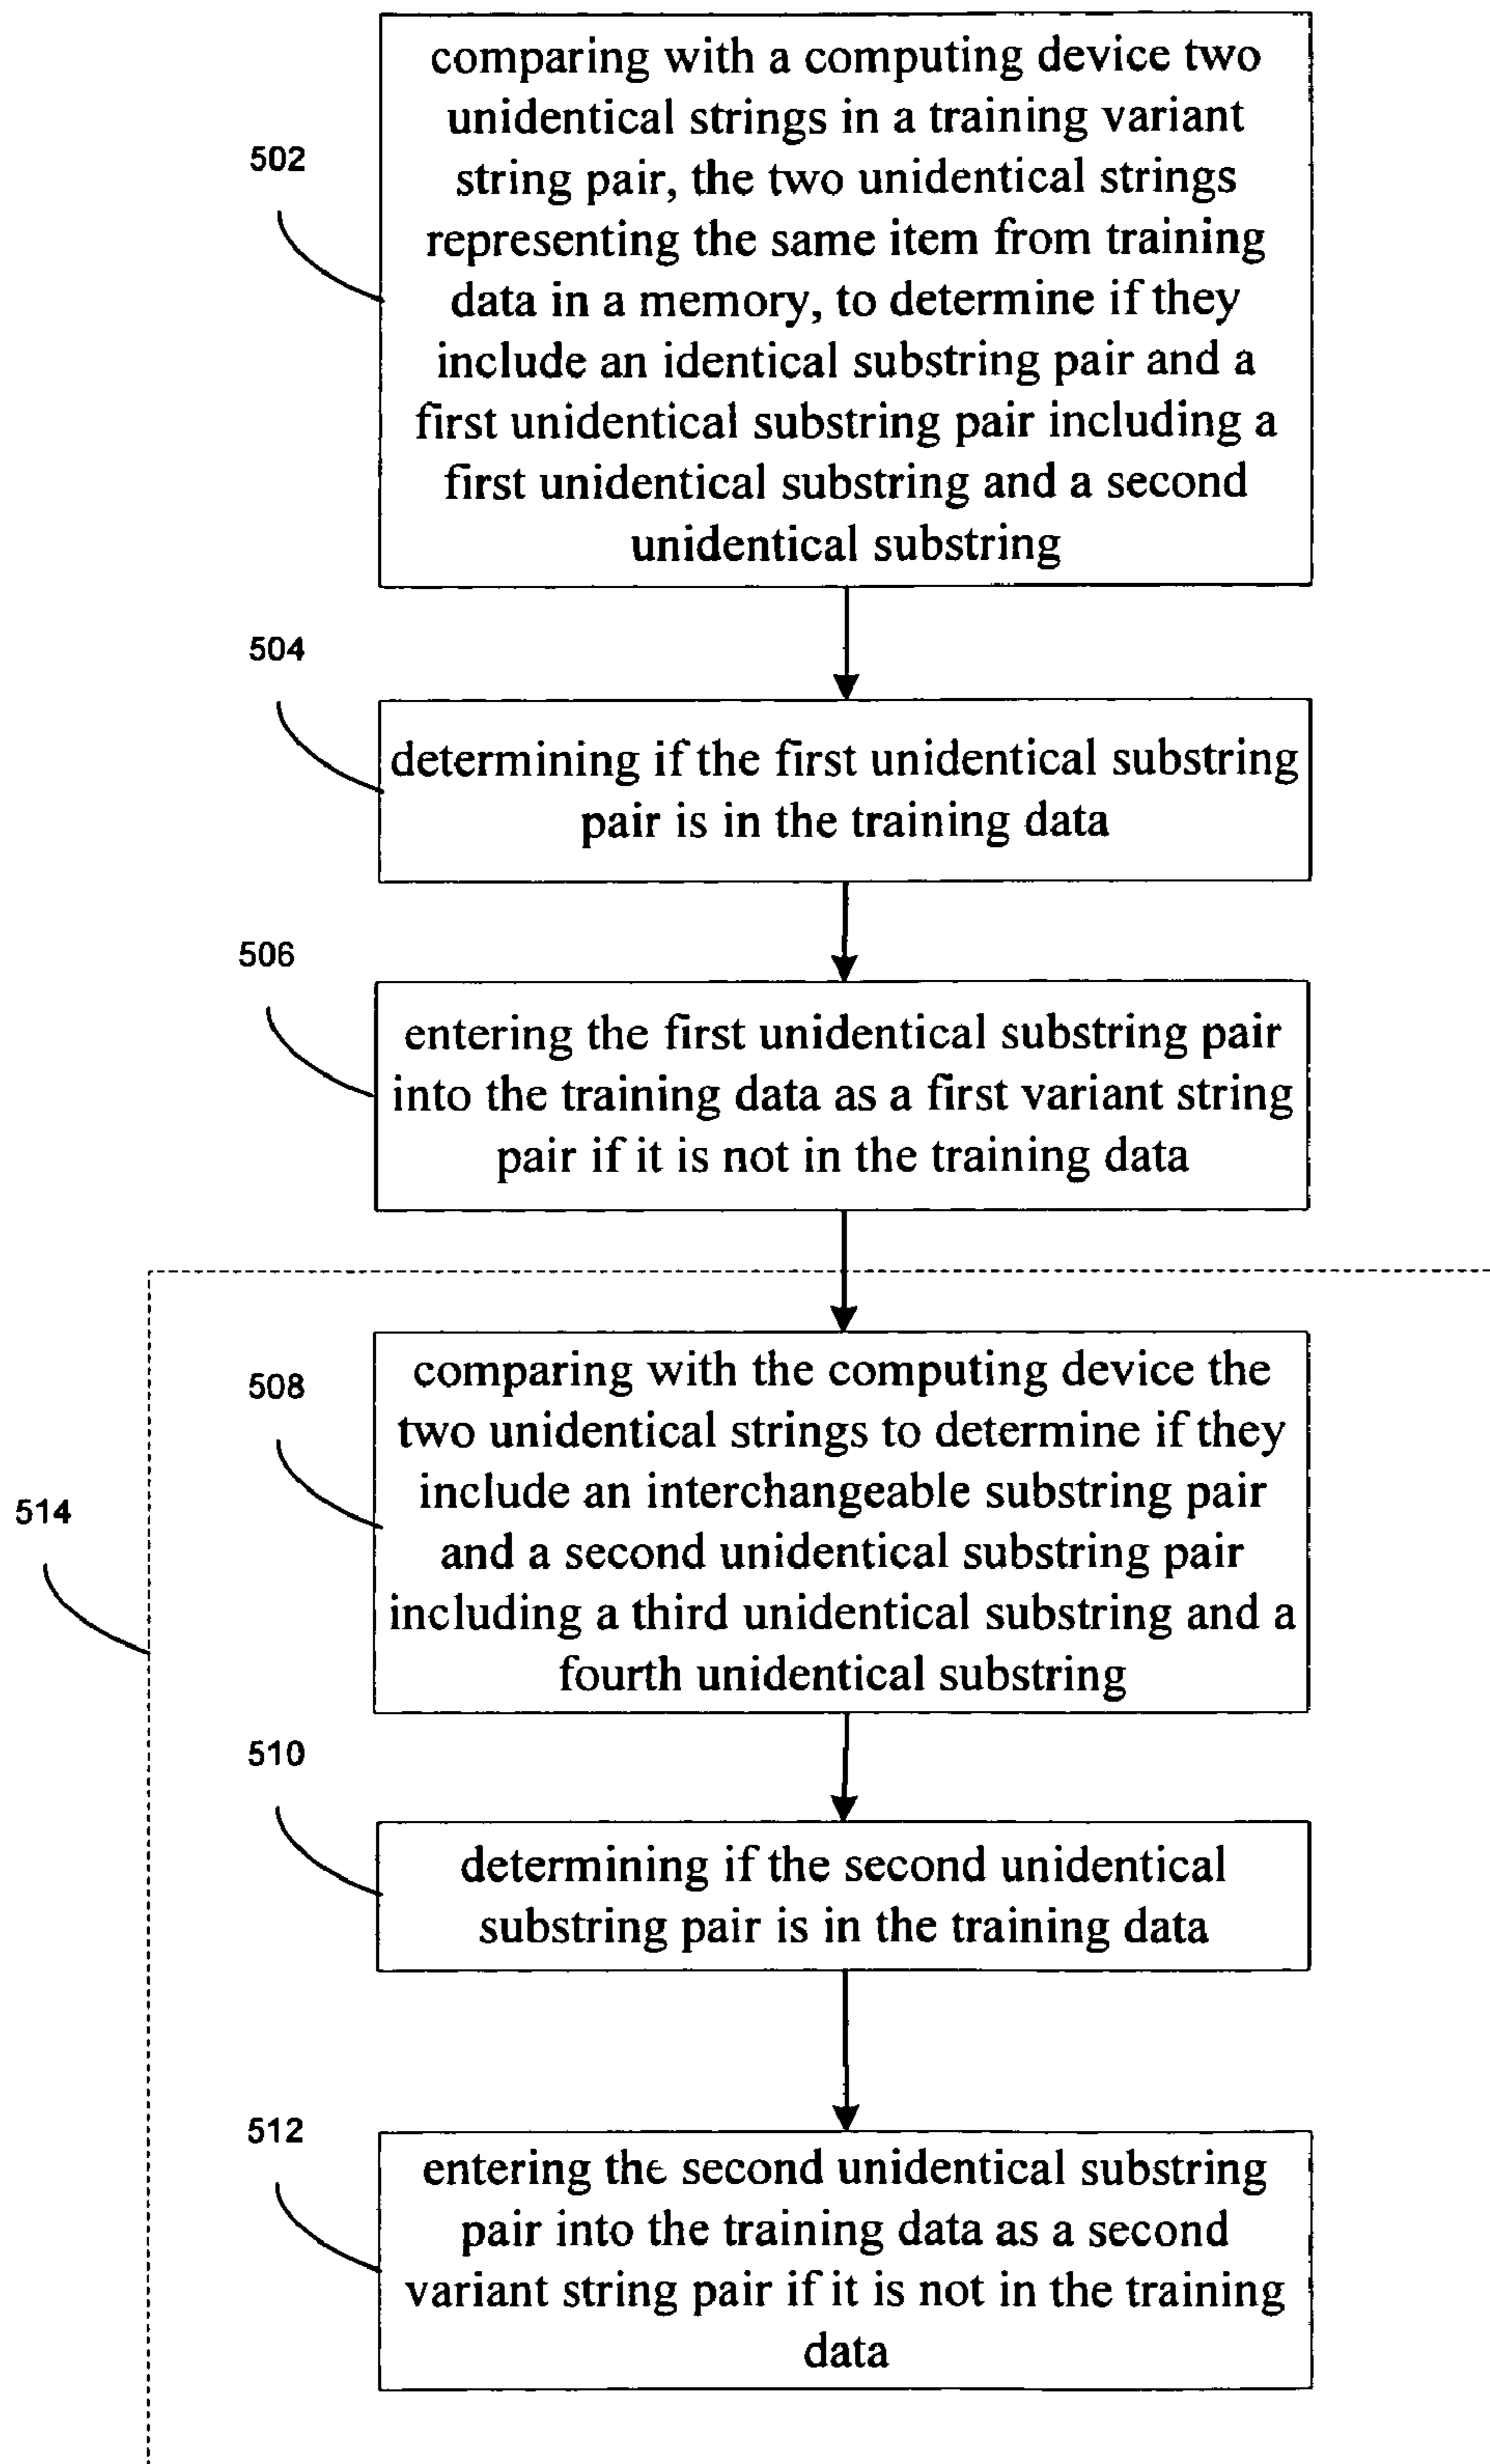 502
comparing with a computing device two
unidentical strings in a training variant
string pair, the two unidentical strings
representing the same item from training
data in a memory, to determine if they
include an identical substring pair and a
first unidentical substring pair including a
first unidentical substring and a second
unidentical substring
504
determining if the first unidentical substring
pair is in the training data
506
entering the first unidentical substring pair
into the training data as a first variant string
pair if it is not in the training data
514
508
comparing with the computing device the
two unidentical strings to determine if they
include an interchangeable substring pair
and a second unidentical substring pair
including a third unidentical substring and a
fourth unidentical substring
510
determining if the second unidentical
substring pair is in the training data
512
entering the second unidentical substring
pair into the training data as a second
variant string pair if it is not in the training
data